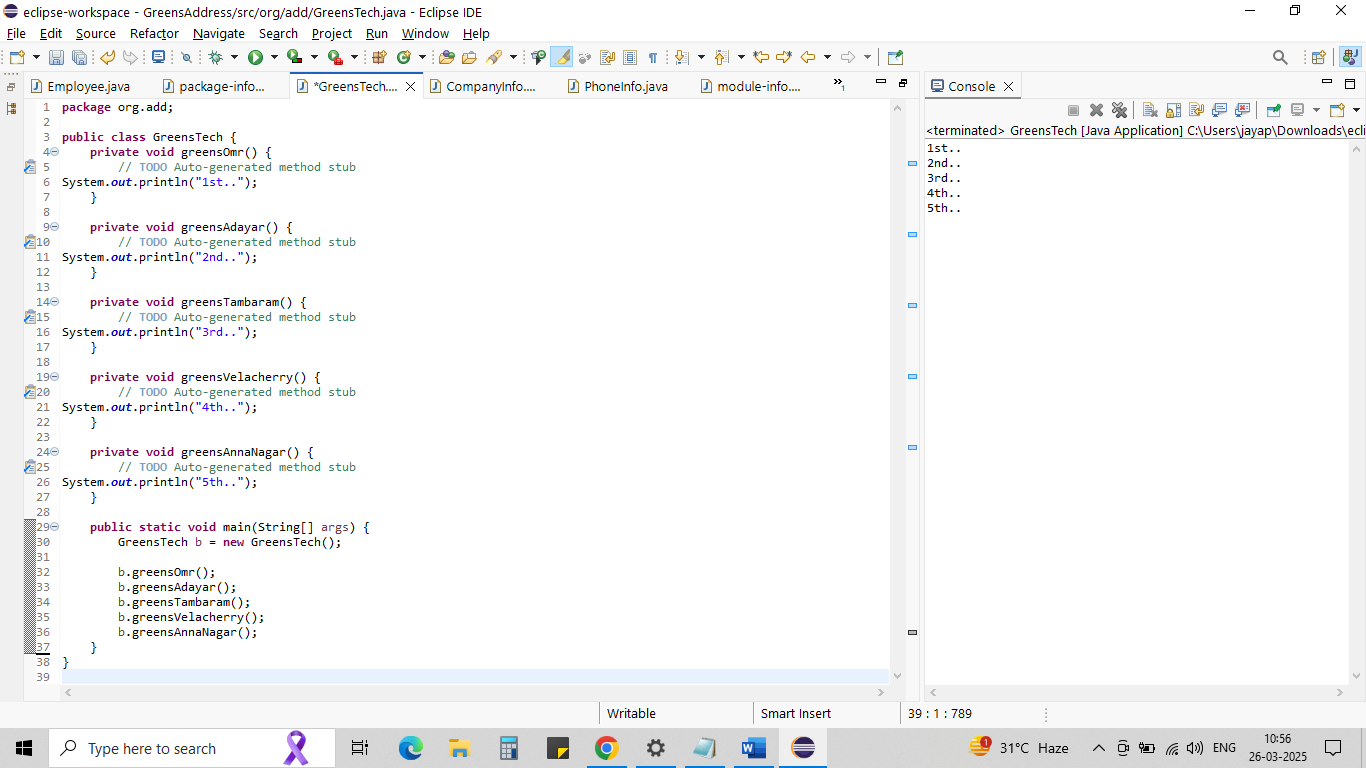 eclipse-workspace - GreensAddress/src/org/add/GreensTech.java - Eclipse IDE
File Edit Source Refactor Navigate Search Project Run Window Help
Employee.java package-info... *GreensTech.... CompanyInfo.... PhoneInfo.java module-info.... »1 Console
<terminated> GreensTech [Java Application] C:\Users\jayap\Downloads\ecli
1 package org.add;
2
3 public class GreensTech {
4 private void greensOmr() {
5 // TODO Auto-generated method stub
6 System.out.println("1st..");
7 }
8
9 private void greensAdayar() {
10 // TODO Auto-generated method stub
11 System.out.println("2nd..");
12 }
13
14 private void greensTambaram() {
15 // TODO Auto-generated method stub
16 System.out.println("3rd..");
17 }
18
19 private void greensVelacherry() {
20 // TODO Auto-generated method stub
21 System.out.println("4th..");
22 }
23
24 private void greensAnnaNagar() {
25 // TODO Auto-generated method stub
26 System.out.println("5th..");
27 }
28
29 public static void main(String[] args) {
30 GreensTech b = new GreensTech();
31
32 b.greensOmr();
33 b.greensAdayar();
34 b.greensTambaram();
35 b.greensVelacherry();
36 b.greensAnnaNagar();
37 }
38 }
39
1st..
2nd..
3rd..
4th..
5th..
Writable Smart Insert 39 : 1 : 789
Type here to search 1 31°C Haze ENG 10:56
26-03-2025